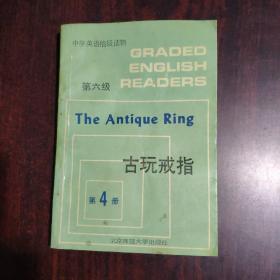 中学英语阶级读物
GRADED
ENGLISH
READERS
第六级
The Antique Ring
古玩戒指
第4册
北京师范大学出版社